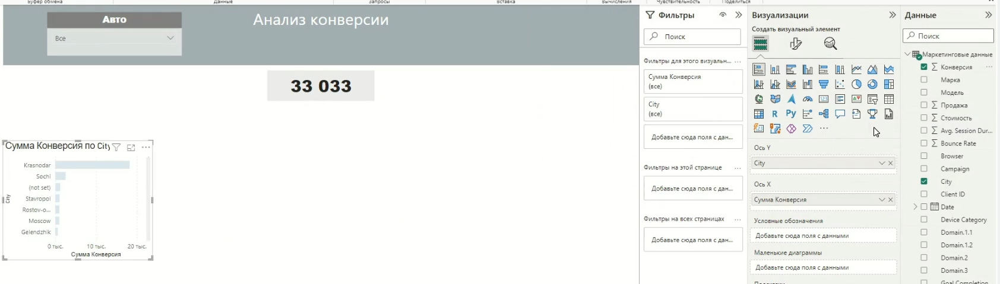 Буфер обмена
Данные
Запросы
Вставка
Вычисления
Чувствительность
Поделиться
Авто
Все
Анализ конверсии
33 033
Сумма Конверсия по City
City
Krasnodar
Sochi
(not set)
Stavropol
Rostov-o...
Moscow
Gelendzhik
0 тыс.
10 тыс.
20 тыс.
Сумма Конверсия
Фильтры
Поиск
Фильтры для этого визуальн... ...
Сумма Конверсия
(все)
City
(все)
Добавьте сюда поля с дан...
Фильтры на этой странице ...
Добавьте сюда поля с дан...
Фильтры на всех страницах ...
Добавьте сюда поля с дан...
Визуализации
Создать визуальный элемент
123
R
Py
...
Ось Y
City
Ось X
Сумма Конверсия
Условные обозначения
Добавьте сюда поля с данными
Маленькие диаграммы
Добавьте сюда поля с данными
Данные
Поиск
Маркетинговые данные
Конверсия ...
Марка
Модель
Продажа
Стоимость
Avg. Session Dur...
Bounce Rate
Browser
Campaign
City
Client ID
Date
Device Category
Domain.1.1
Domain.1.2
Domain.2
Domain.3
Goal Completion